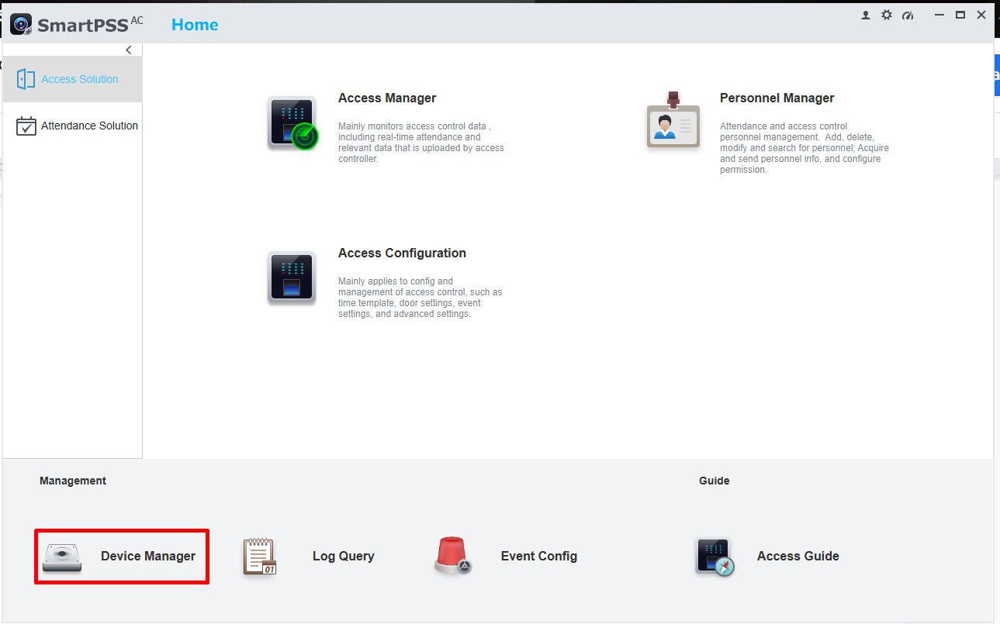 SmartPSS AC
Home
Access Solution
Attendance Solution
Access Manager
Mainly monitors access control data ,
including real-time attendance and
relevant data that is uploaded by access
controller.
Personnel Manager
Attendance and access control
personnel management.  Add, delete,
modify and search for personnel; Acquire
and send personnel info, and configure
permission.
Access Configuration
Mainly applies to config and
management of access control, such as
time template, door settings, event
settings, and advanced settings.
Management
Guide
Device Manager
01
Log Query
Event Config
Access Guide